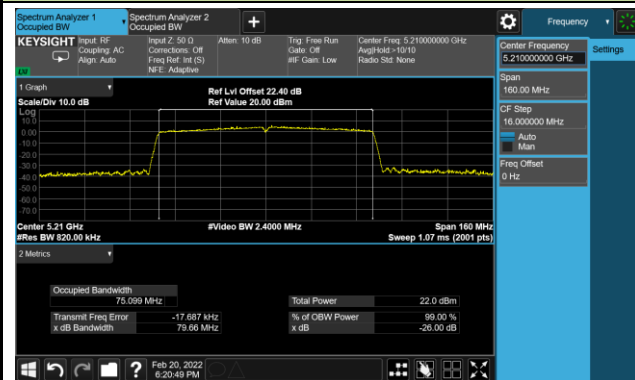 Spectrum Analyzer 1
Occupied BW
Spectrum Analyzer 2
Occupied BW
+
Frequency
KEYSIGHT
Input: RF
Coupling: AC
Align: Auto
Input Z: 50 Ω
Corrections: Off
Freq Ref: Int (S)
NFE: Adaptive
Atten: 10 dB
Trig: Free Run
Gate: Off
#IF Gain: Low
Center Freq: 5.210000000 GHz
Avg|Hold:>10/10
Radio Std: None
Center Frequency
5.210000000 GHz
Settings
Span
160.00 MHz
CF Step
16.000000 MHz
Auto
Man
Freq Offset
0 Hz
1 Graph
Scale/Div 10.0 dB
Ref Lvl Offset 22.40 dB
Ref Value 20.00 dBm
Log
10.0
0.00
-10.0
-20.0
-30.0
-40.0
-50.0
-60.0
-70.0
Center 5.21 GHz
#Res BW 820.00 kHz
#Video BW 2.4000 MHz
Span 160 MHz
Sweep 1.07 ms (2001 pts)
2 Metrics
Occupied Bandwidth
75.099 MHz
Transmit Freq Error -17.687 kHz
x dB Bandwidth 79.66 MHz
Total Power 22.0 dBm
% of OBW Power 99.00 %
x dB -26.00 dB
?
Feb 20, 2022
6:20:49 PM